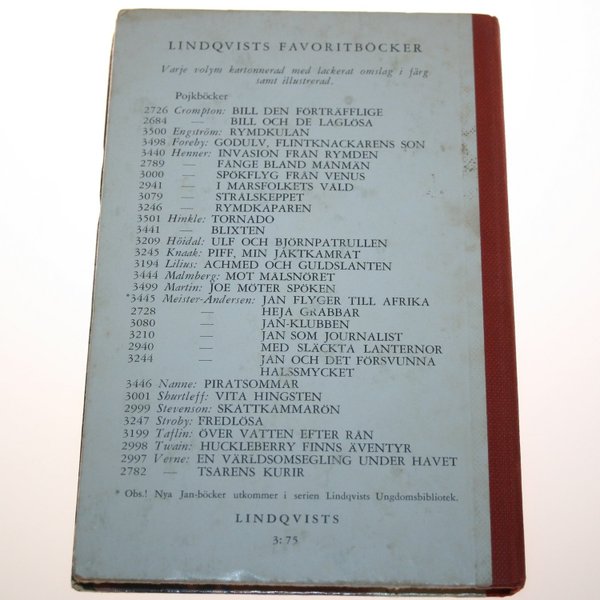 LINDQVISTS FAVORITBÖCKER
Varje volym kartonnerad med lackerat omslag i färg
samt illustrerad.
Pojkböcker
2726 Crompton: BILL DEN FÖRTRÄFFLIGE
2684 — BILL OCH DE LAGLÖSA
3500 Engström: RYMDKULAN
3498 Foreby: GODULV, FLINTKNACKARENS SON
3440 Henner: INVASION FRÅN RYMDEN
2789 — FÅNGE BLAND MÅNMÄN
3000 — SPÖKFLYG FRÅN VENUS
2941 — I MARSFOLKETS VÅLD
3079 — STRÅLSKEPPET
3246 — RYMDKAPAREN
3501 Hinkle: TORNADO
3441 — BLIXTEN
3209 Höidal: ULF OCH BJÖRNPATRULLEN
3245 Knaak: PIFF, MIN JAKTKAMRAT
3194 Lilius: ACHMED OCH GULDSLANTEN
3444 Malmberg: MOT MALSNÖRET
3499 Martin: JOE MÖTER SPÖKEN
*3445 Meister-Andersen: JAN FLYGER TILL AFRIKA
2728 — HEJA GRABBAR
3080 — JAN-KLUBBEN
3210 — JAN SOM JOURNALIST
2940 — MED SLÄCKTA LANTERNOR
3244 — JAN OCH DET FÖRSVUNNA
HALSSMYCKET
3446 Nanne: PIRATSOMMAR
3001 Shurtleff: VITA HINGSTEN
2999 Stevenson: SKATTKAMMARÖN
3247 Stroby: FREDLÖSA
3199 Taflin: ÖVER VATTEN EFTER RÅN
2998 Twain: HUCKLEBERRY FINNS ÄVENTYR
2997 Verne: EN VÄRLDSOMSEGLING UNDER HAVET
2782 — TSARENS KURIR
* Obs.! Nya Jan-böcker utkommer i serien Lindqvists Ungdomsbibliotek.
LINDQVISTS
3: 75